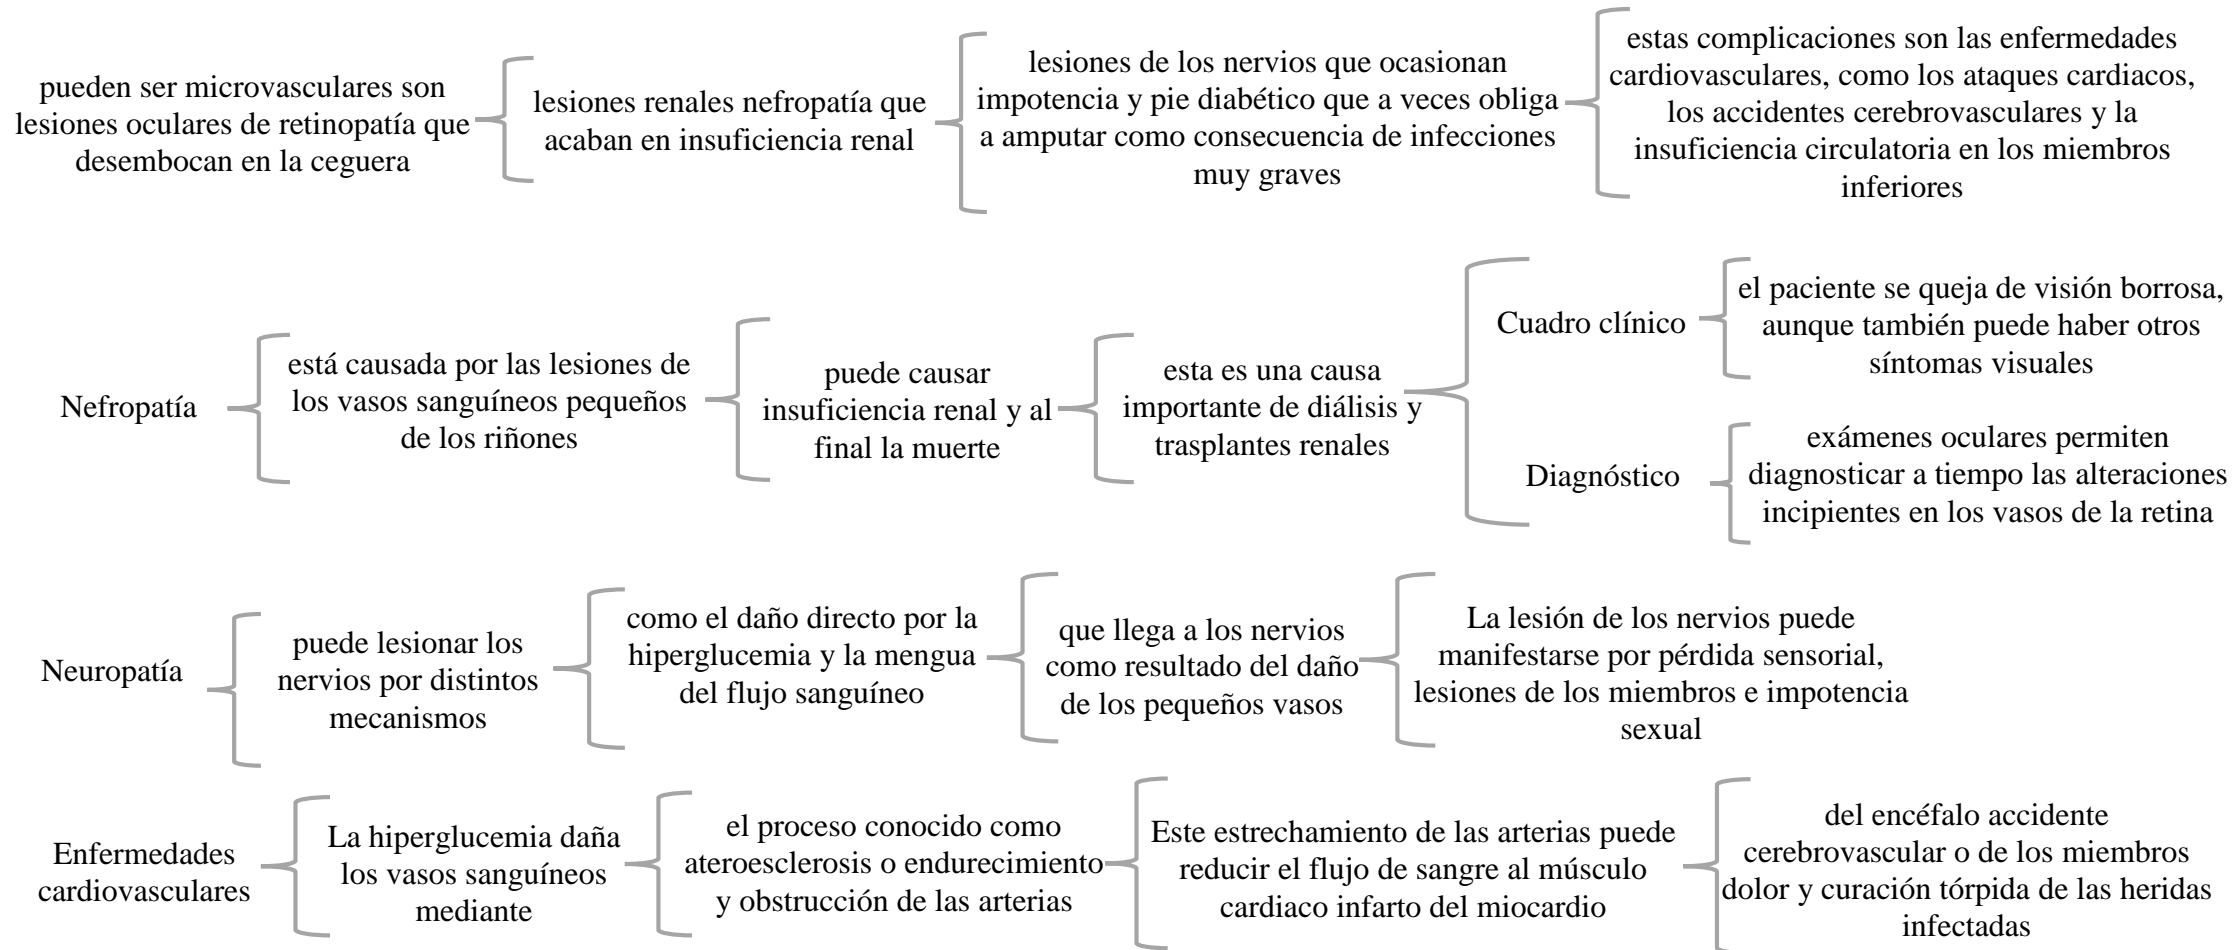 pueden ser microvasculares son
lesiones oculares de retinopatía que
desembocan en la ceguera
lesiones renales nefropatía que
acaban en insuficiencia renal
lesiones de los nervios que ocasionan
impotencia y pie diabético que a veces obliga
a amputar como consecuencia de infecciones
muy graves
estas complicaciones son las enfermedades
cardiovasculares, como los ataques cardiacos,
los accidentes cerebrovasculares y la
insuficiencia circulatoria en los miembros
inferiores
Nefropatía
está causada por las lesiones de
los vasos sanguíneos pequeños
de los riñones
puede causar
insuficiencia renal y al
final la muerte
esta es una causa
importante de diálisis y
trasplantes renales
Cuadro clínico
el paciente se queja de visión borrosa,
aunque también puede haber otros
síntomas visuales
Diagnóstico
exámenes oculares permiten
diagnosticar a tiempo las alteraciones
incipientes en los vasos de la retina
Neuropatía
puede lesionar los
nervios por distintos
mecanismos
como el daño directo por la
hiperglucemia y la mengua
del flujo sanguíneo
que llega a los nervios
como resultado del daño
de los pequeños vasos
La lesión de los nervios puede
manifestarse por pérdida sensorial,
lesiones de los miembros e impotencia
sexual
Enfermedades
cardiovasculares
La hiperglucemia daña
los vasos sanguíneos
mediante
el proceso conocido como
ateroesclerosis o endurecimiento
y obstrucción de las arterias
Este estrechamiento de las arterias puede
reducir el flujo de sangre al músculo
cardiaco infarto del miocardio
del encéfalo accidente
cerebrovascular o de los miembros
dolor y curación tórpida de las heridas
infectadas